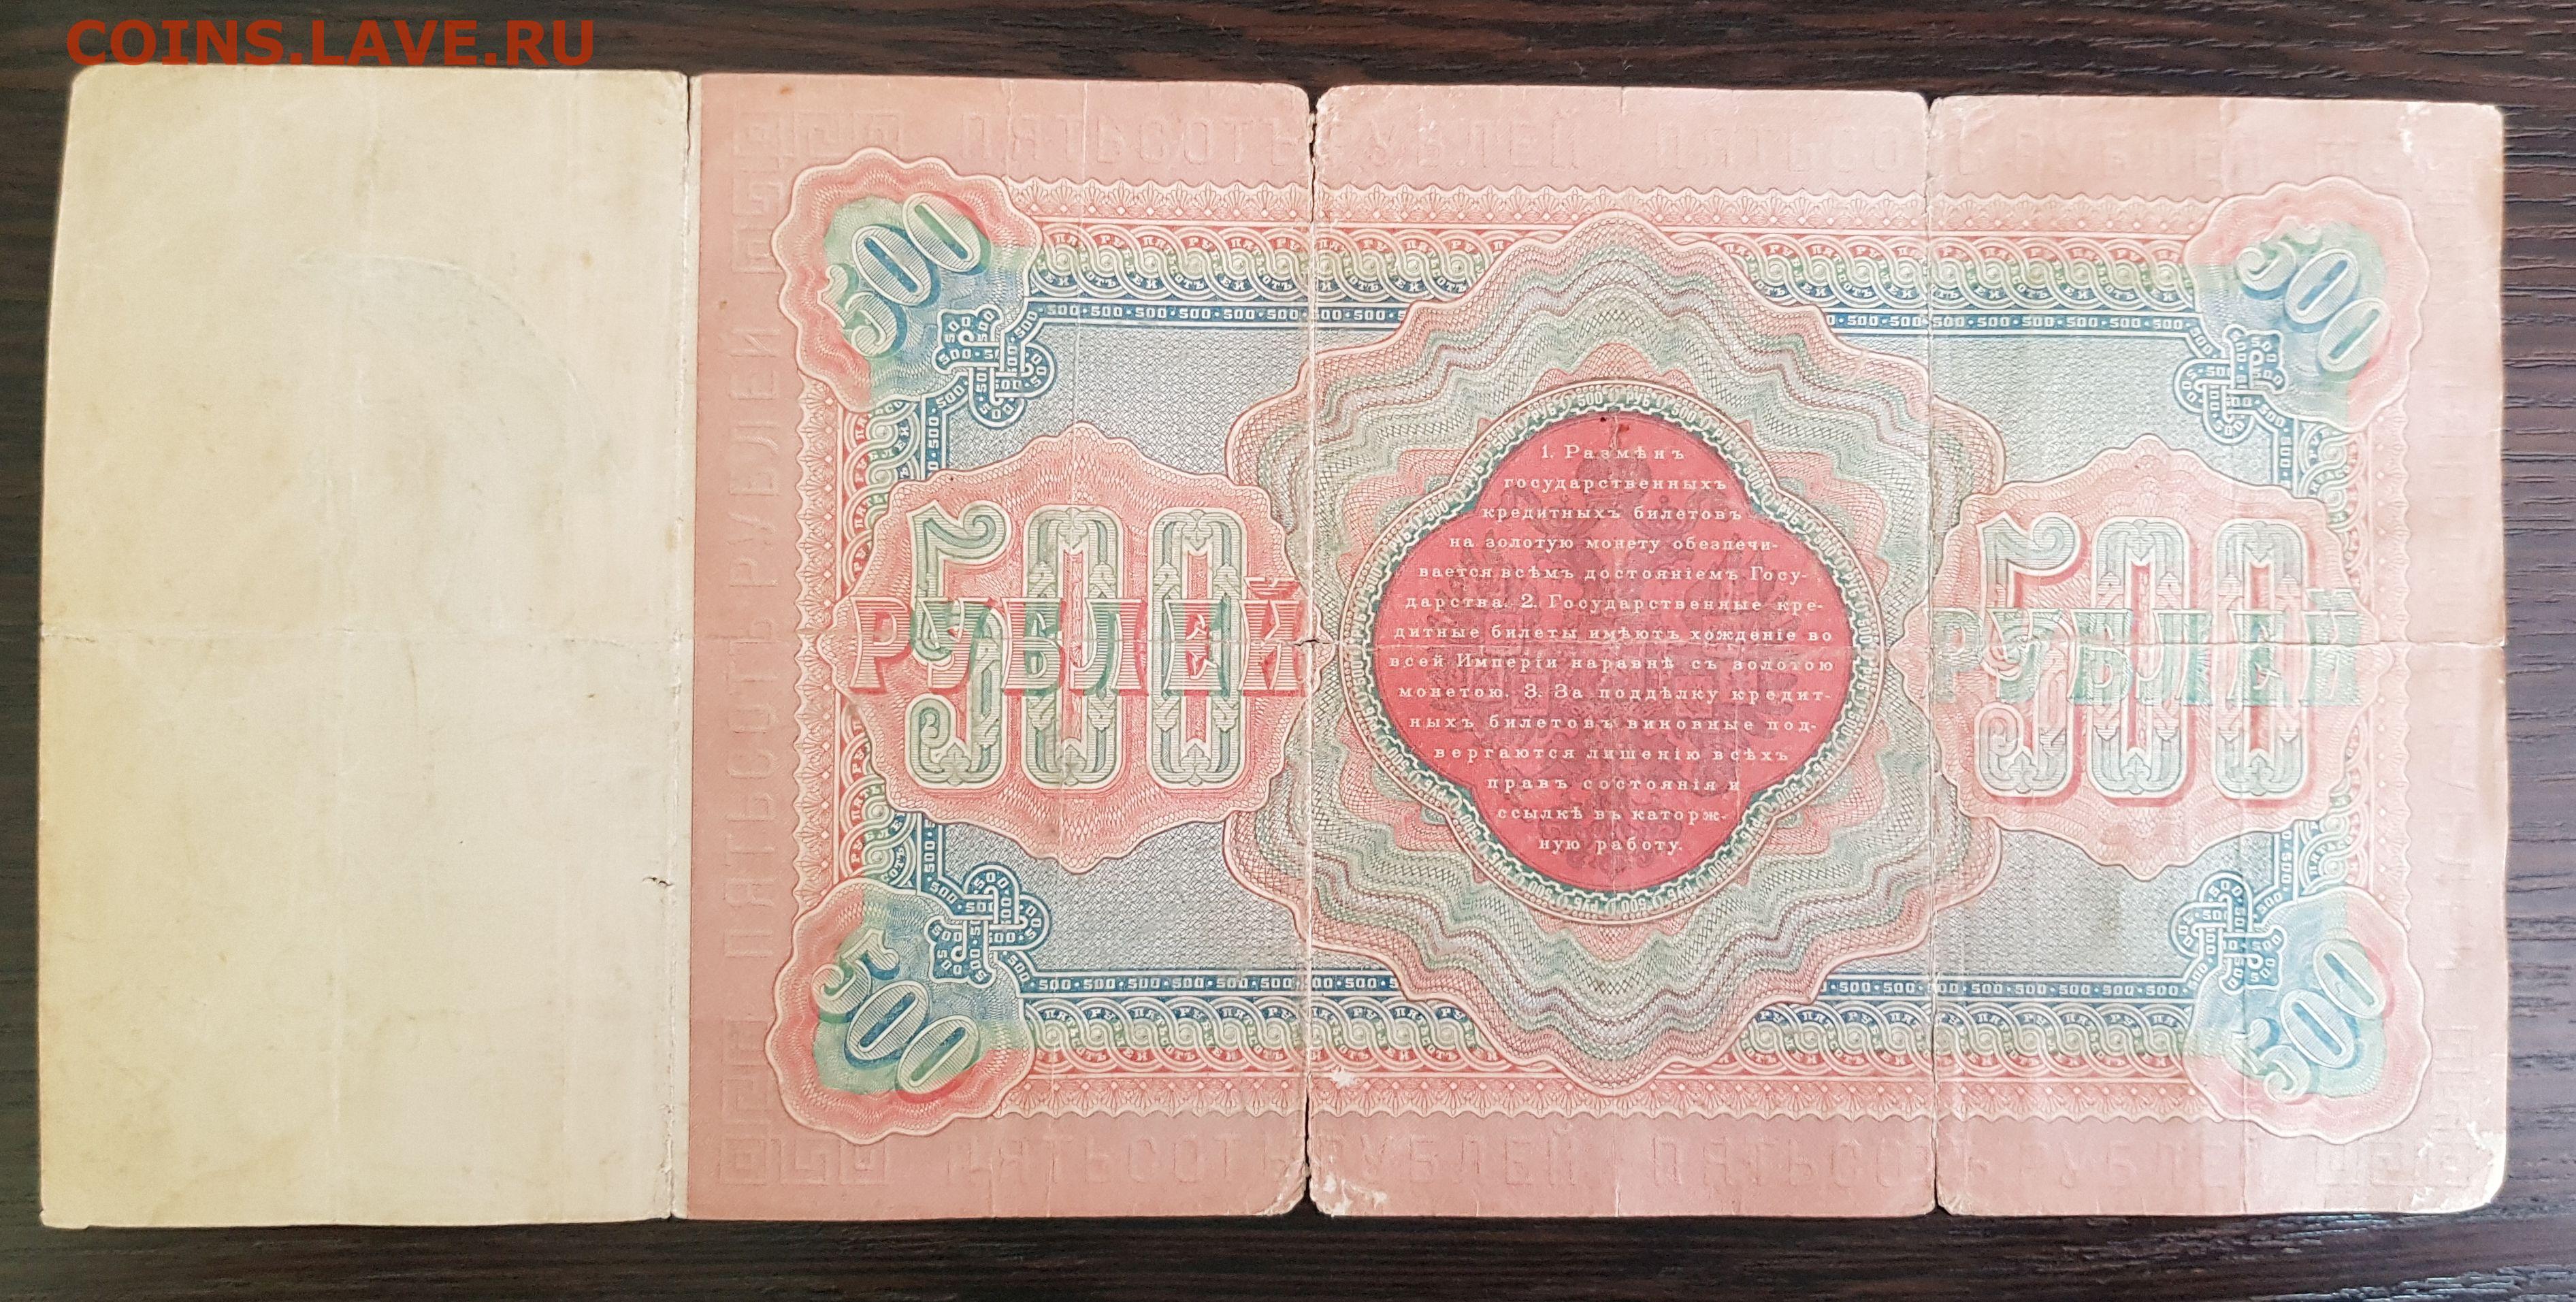 COINS.LAVE.RU
ПЯТЬСОТЪ РУБЛЕЙ ПЯТЬСОТЪ РУБЛЕЙ
500
500
ПЯТЬСОТЪ РУБЛЕЙ
500
РУБЛЕЙ
1. Размѣнъ
государственныхъ
кредитныхъ билетовъ
на золотую монету обезпечи-
вается всѣмъ достояніемъ Госу-
дарства. 2. Государственные кре-
дитные билеты имѣютъ хожденіе во
всей Имперіи наравнѣ съ золотою
монетою. 3. За поддѣлку кредит-
ныхъ билетовъ виновные под-
вергаются лишенію всѣхъ
правъ состоянія и
ссылкѣ въ каторж-
ную работу.
500
РУБЛЕЙ
500
500
ПЯТЬСОТЪ РУБЛЕЙ ПЯТЬСОТЪ РУБЛЕЙ